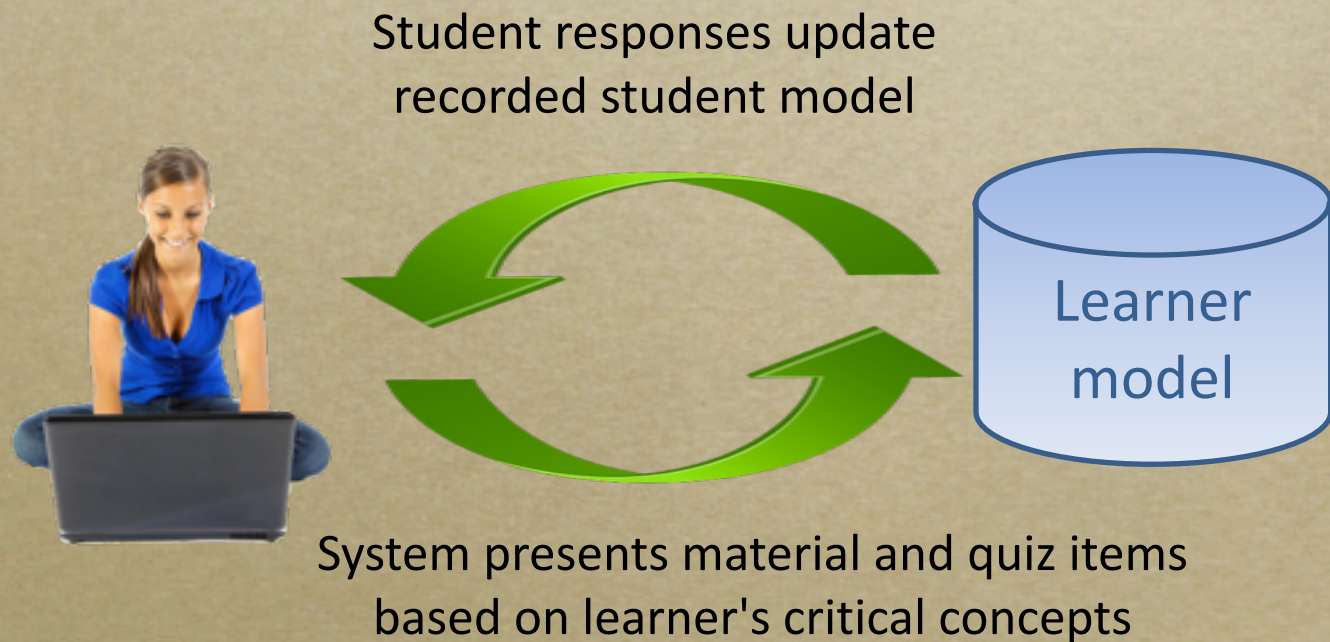 Student responses update
recorded student model
Learner
model
System presents material and quiz items
based on learner's critical concepts